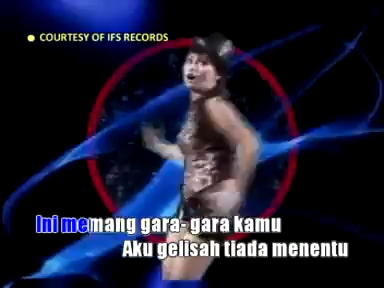 COURTESY OF IFS RECORDS
Ini memang gara- gara kamu
Aku gelisah tiada menentu